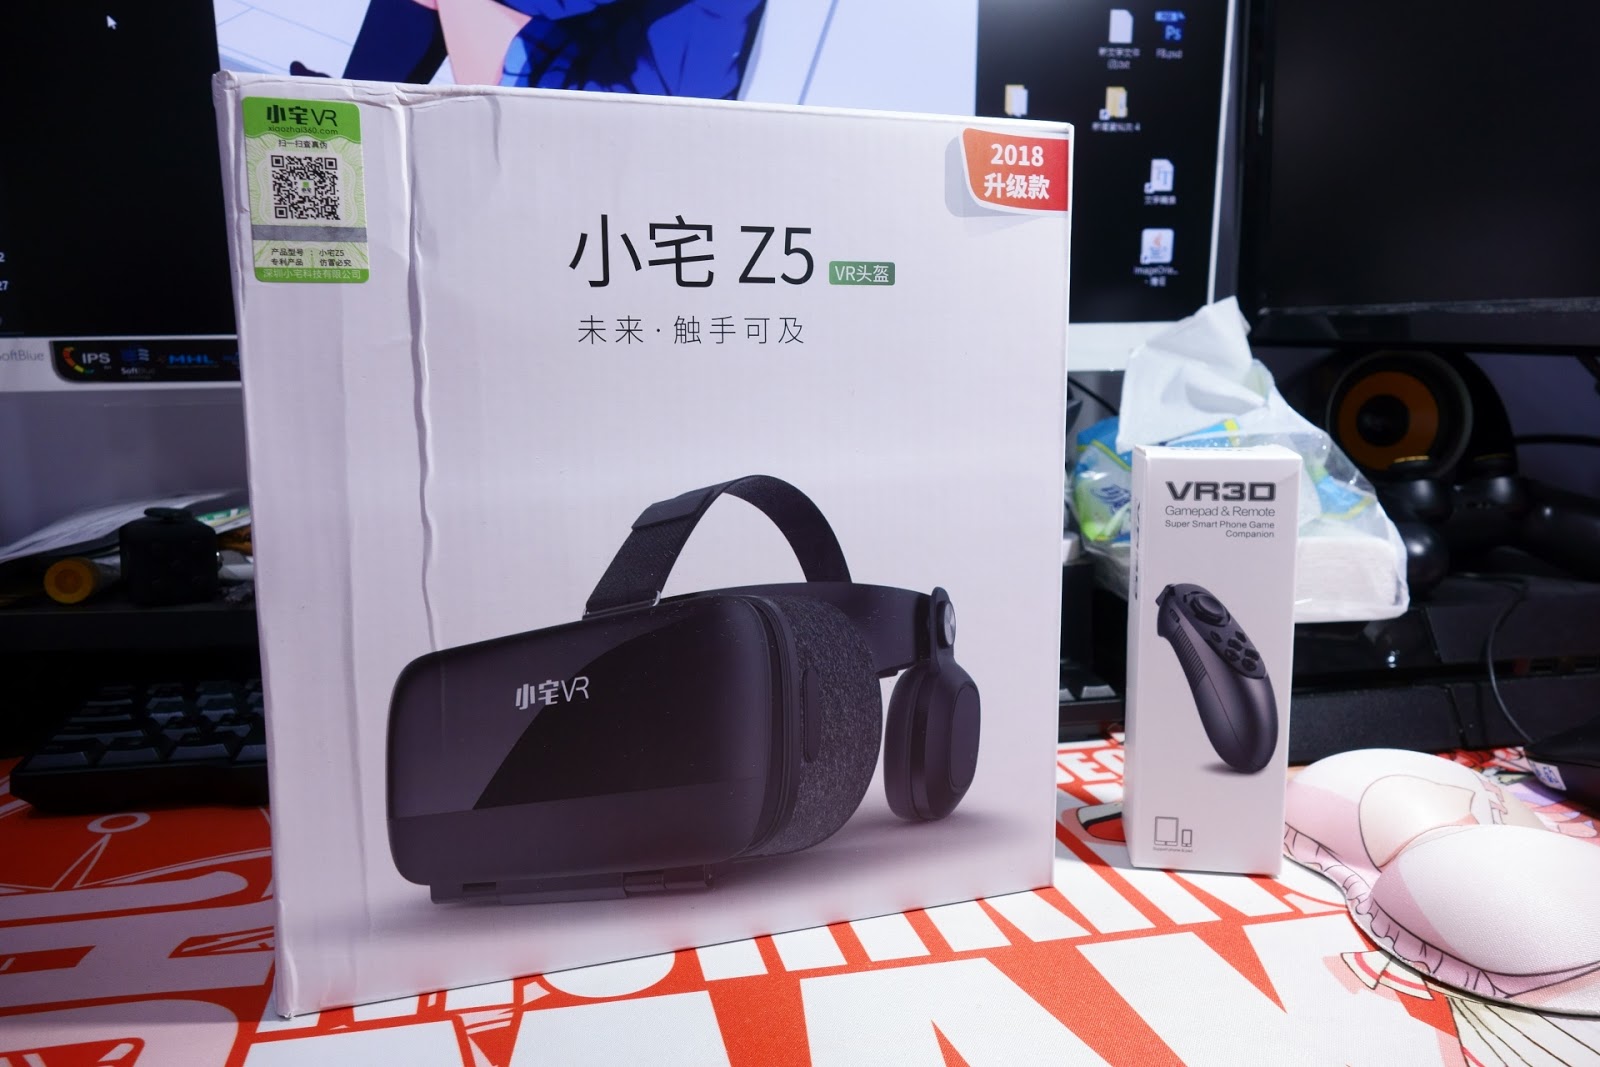 小宅VR
xiaozhai360.com
扫一扫查真伪
产品型号 : 小宅Z5
专利产品 仿冒必究
深圳小宅科技有限公司
2018
升级款
小宅 Z5 VR头盔
未来·触手可及
小宅VR
VR3D
Gamepad & Remote
Super Smart Phone Game
Companion
IPS
MHL
Ps